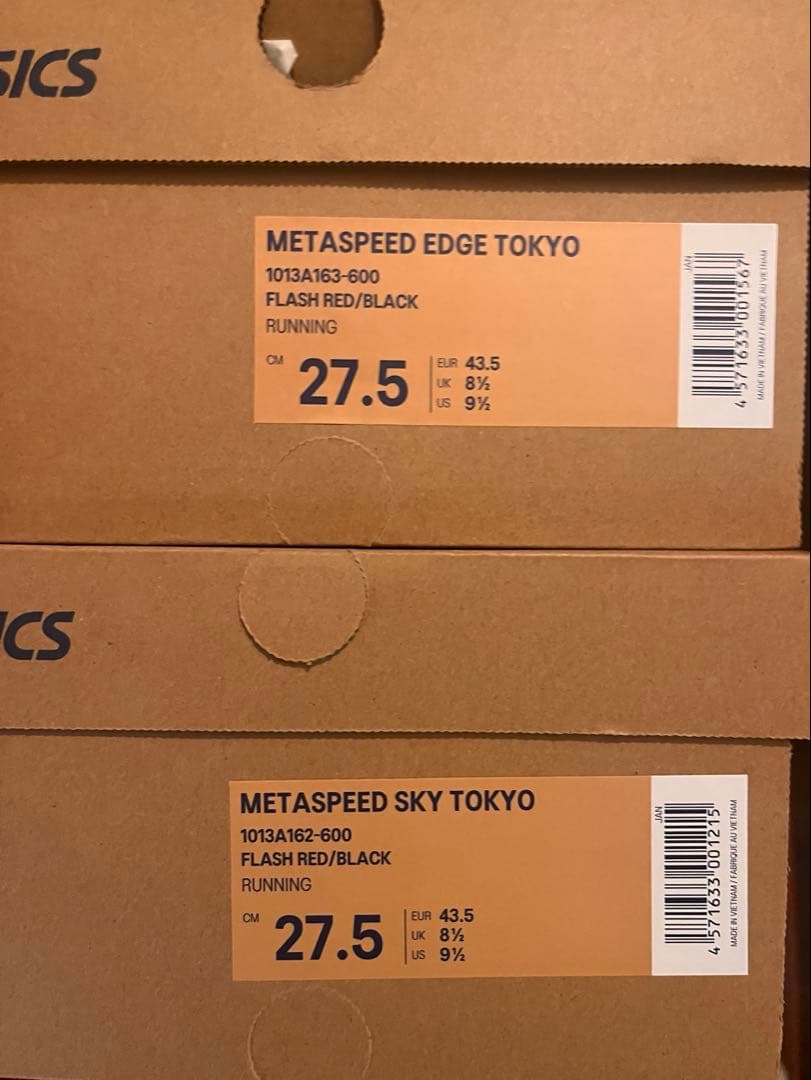 SICS
METASPEED EDGE TOKYO
1013A163-600
FLASH RED/BLACK
RUNNING
CM 27.5
EUR 43.5
UK 8½
US 9½
JAN
4 571633 001567
MADE IN VIETNAM / FABRIQUE AU VIETNAM
ICS
METASPEED SKY TOKYO
1013A162-600
FLASH RED/BLACK
RUNNING
CM 27.5
EUR 43.5
UK 8½
US 9½
JAN
4 571633 001215
MADE IN VIETNAM / FABRIQUE AU VIETNAM